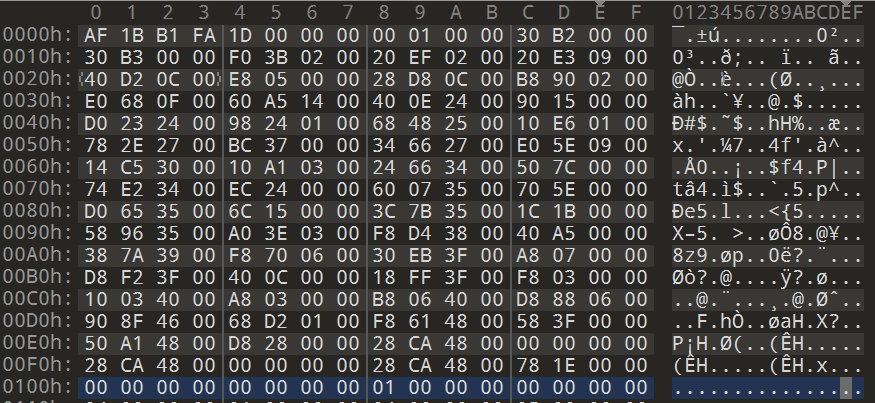 0 1 2 3 4 5 6 7 8 9 A B C D E F 0123456789ABCDEF
0000h: AF 1B B1 FA 1D 00 00 00 00 01 00 00 30 B2 00 00 ¯.±ú........0²..
0010h: 30 B3 00 00 F0 3B 02 00 20 EF 02 00 20 E3 09 00 0³..ð;.. ï.. ã..
0020h: 40 D2 0C 00 E8 05 00 00 28 D8 0C 00 B8 90 02 00 @Ò..è...(Ø..¸...
0030h: E0 68 0F 00 60 A5 14 00 40 0E 24 00 90 15 00 00 àh..`¥..@.$.....
0040h: D0 23 24 00 98 24 01 00 68 48 25 00 10 E6 01 00 Ð#$.˜$..hH%..æ..
0050h: 78 2E 27 00 BC 37 00 00 34 66 27 00 E0 5E 09 00 x.'.¼7..4f'.à^..
0060h: 14 C5 30 00 10 A1 03 00 24 66 34 00 50 7C 00 00 .Å0..¡..$f4.P|..
0070h: 74 E2 34 00 EC 24 00 00 60 07 35 00 70 5E 00 00 tâ4.ì$..`.5.p^..
0080h: D0 65 35 00 6C 15 00 00 3C 7B 35 00 1C 1B 00 00 Ðe5.l...<{5.....
0090h: 58 96 35 00 A0 3E 03 00 F8 D4 38 00 40 A5 00 00 X–5. >..øÔ8.@¥..
00A0h: 38 7A 39 00 F8 70 06 00 30 EB 3F 00 A8 07 00 00 8z9.øp..0ë?.¨...
00B0h: D8 F2 3F 00 40 0C 00 00 18 FF 3F 00 F8 03 00 00 Øò?.@....ÿ?.ø...
00C0h: 10 03 40 00 A8 03 00 00 B8 06 40 00 D8 88 06 00 ..@.¨...¸.@.؈..
00D0h: 90 8F 46 00 68 D2 01 00 F8 61 48 00 58 3F 00 00 ..F.hÒ..øaH.X?..
00E0h: 50 A1 48 00 D8 28 00 00 28 CA 48 00 00 00 00 00 P¡H.Ø(..(ÊH.....
00F0h: 28 CA 48 00 00 00 00 00 28 CA 48 00 78 1E 00 00 (ÊH.....(ÊH.x...
0100h: 00 00 00 00 00 00 00 00 01 00 00 00 00 00 00 00 ................